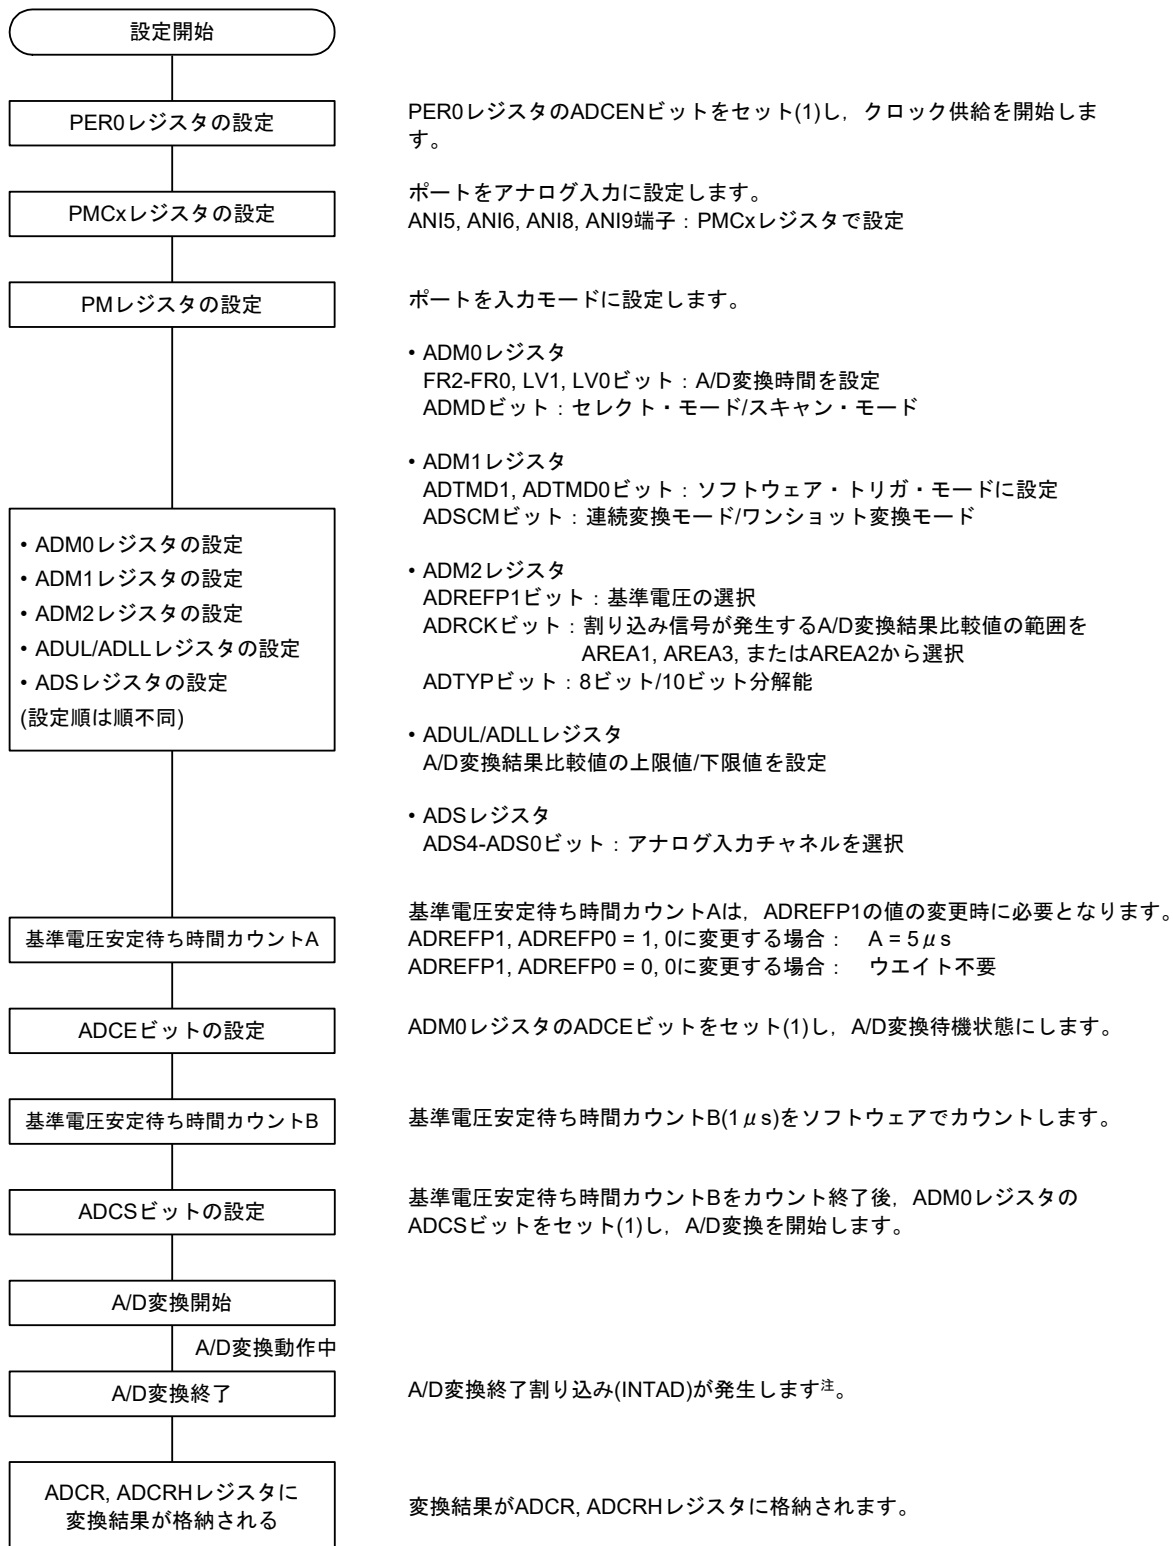 設定開始
PER0レジスタの設定
PER0レジスタのADCENビットをセット(1)し，クロック供給を開始しま
す。
PMCxレジスタの設定
ポートをアナログ入力に設定します。
ANI5, ANI6, ANI8, ANI9端子：PMCxレジスタで設定
PMレジスタの設定
ポートを入力モードに設定します。
• ADM0レジスタの設定
• ADM1レジスタの設定
• ADM2レジスタの設定
• ADUL/ADLLレジスタの設定
• ADSレジスタの設定
(設定順は順不同)
• ADM0レジスタ
FR2-FR0, LV1, LV0ビット：A/D変換時間を設定
ADMDビット：セレクト・モード/スキャン・モード
• ADM1レジスタ
ADTMD1, ADTMD0ビット：ソフトウェア・トリガ・モードに設定
ADSCMビット：連続変換モード/ワンショット変換モード
• ADM2レジスタ
ADREFP1ビット：基準電圧の選択
ADRCKビット：割り込み信号が発生するA/D変換結果比較値の範囲を
AREA1, AREA3, またはAREA2から選択
ADTYPビット：8ビット/10ビット分解能
• ADUL/ADLLレジスタ
A/D変換結果比較値の上限値/下限値を設定
• ADSレジスタ
ADS4-ADS0ビット：アナログ入力チャネルを選択
基準電圧安定待ち時間カウントA
基準電圧安定待ち時間カウントAは，ADREFP1の値の変更時に必要となります。
ADREFP1, ADREFP0 = 1, 0に変更する場合： A = 5μs
ADREFP1, ADREFP0 = 0, 0に変更する場合： ウエイト不要
ADCEビットの設定
ADM0レジスタのADCEビットをセット(1)し，A/D変換待機状態にします。
基準電圧安定待ち時間カウントB
基準電圧安定待ち時間カウントB(1μs)をソフトウェアでカウントします。
ADCSビットの設定
基準電圧安定待ち時間カウントBをカウント終了後，ADM0レジスタの
ADCSビットをセット(1)し，A/D変換を開始します。
A/D変換開始
A/D変換動作中
A/D変換終了
A/D変換終了割り込み(INTAD)が発生します注。
ADCR, ADCRHレジスタに
変換結果が格納される
変換結果がADCR, ADCRHレジスタに格納されます。